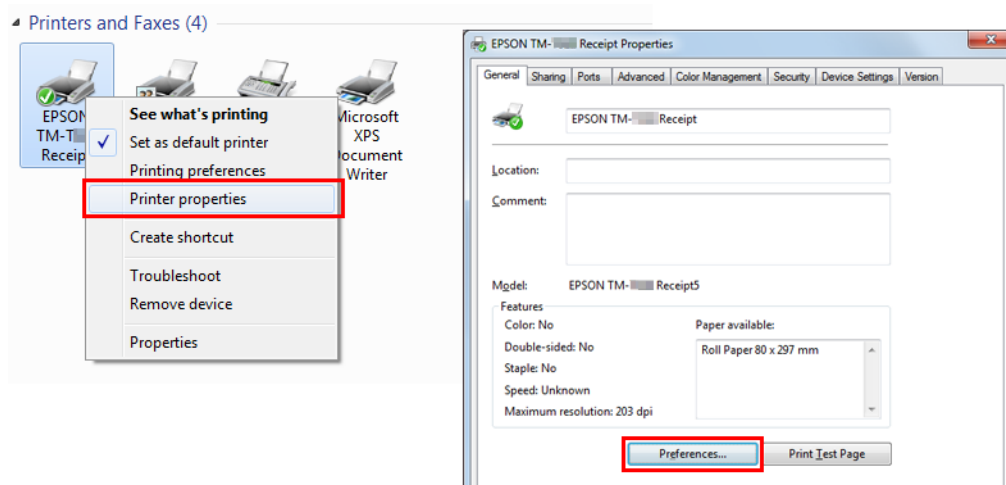 Printers and Faxes (4)
EPSON
TM-T
Receip
Microsoft
XPS
Document
Writer
See what's printing
Set as default printer
Printing preferences
Printer properties
Create shortcut
Troubleshoot
Remove device
Properties
EPSON TM- Receipt Properties
General Sharing Ports Advanced Color Management Security Device Settings Version
EPSON TM- Receipt
Location:
Comment:
Model: EPSON TM- Receipt5
Features
Color: No
Paper available:
Double-sided: No
Roll Paper 80 x 297 mm
Staple: No
Speed: Unknown
Maximum resolution: 203 dpi
Preferences... Print Test Page